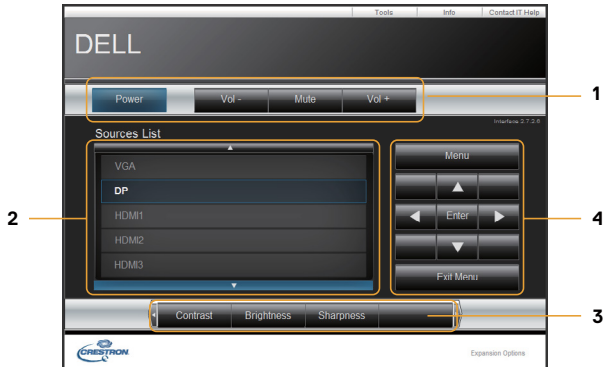 Tools Info Contact IT Help
DELL
Power Vol - Mute Vol +
1
Interface 2.7.2.6
Sources List
VGA
DP
HDMI1
HDMI2
HDMI3
2
Menu
Enter
Exit Menu
4
Contrast Brightness Sharpness
3
CRESTRON
Expansion Options